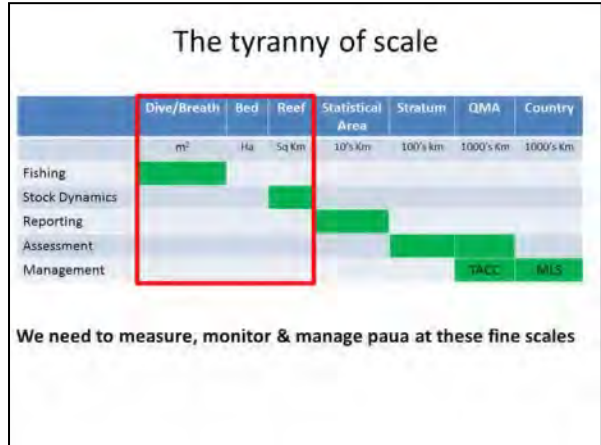 The tyranny of scale
Dive/Breath Bed Reef Statistical Area Stratum QMA Country
m² Ha Sq Km 10's Km 100's km 1000's Km 1000's Km
Fishing
Stock Dynamics
Reporting
Assessment
Management TACC MLS
We need to measure, monitor & manage paua at these fine scales